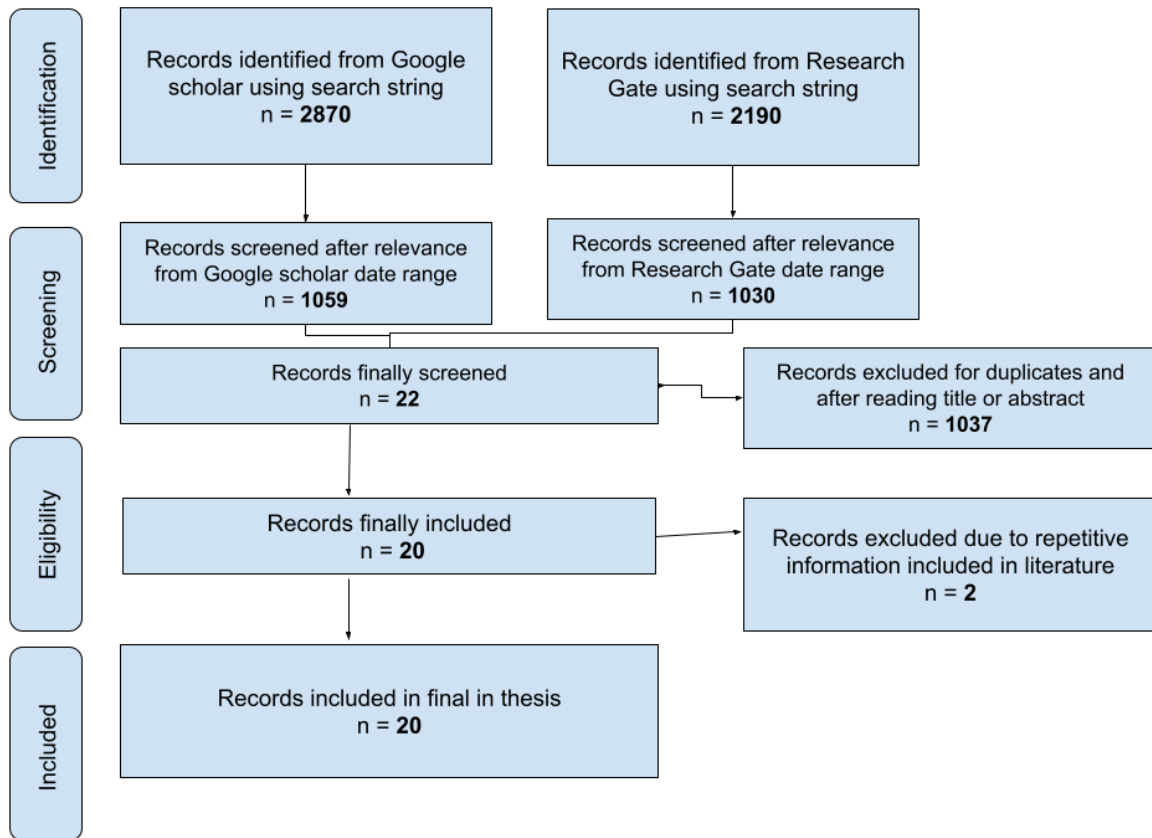 Identification
Records identified from Google
scholar using search string
n = 2870
Records identified from Research
Gate using search string
n = 2190
Screening
Records screened after relevance
from Google scholar date range
n = 1059
Records screened after relevance
from Research Gate date range
n = 1030
Records finally screened
n = 22
Records excluded for duplicates and
after reading title or abstract
n = 1037
Eligibility
Records finally included
n = 20
Records excluded due to repetitive
information included in literature
n = 2
Included
Records included in final in thesis
n = 20